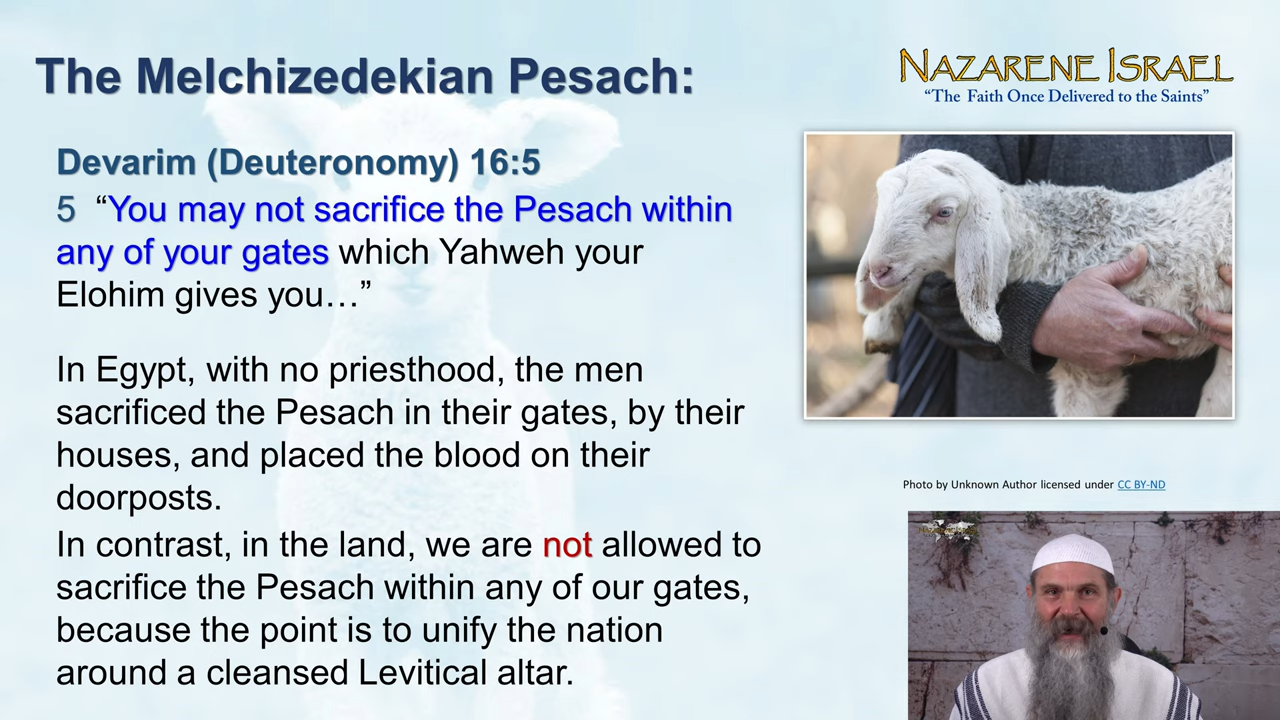 The Melchizedekian Pesach:
NAZARENE ISRAEL
“The Faith Once Delivered to the Saints”
Devarim (Deuteronomy) 16:5
5 “You may not sacrifice the Pesach within
any of your gates which Yahweh your
Elohim gives you…”
In Egypt, with no priesthood, the men
sacrificed the Pesach in their gates, by their
houses, and placed the blood on their
doorposts.
In contrast, in the land, we are not allowed to
sacrifice the Pesach within any of our gates,
because the point is to unify the nation
around a cleansed Levitical altar.
Photo by Unknown Author licensed under CC BY-ND